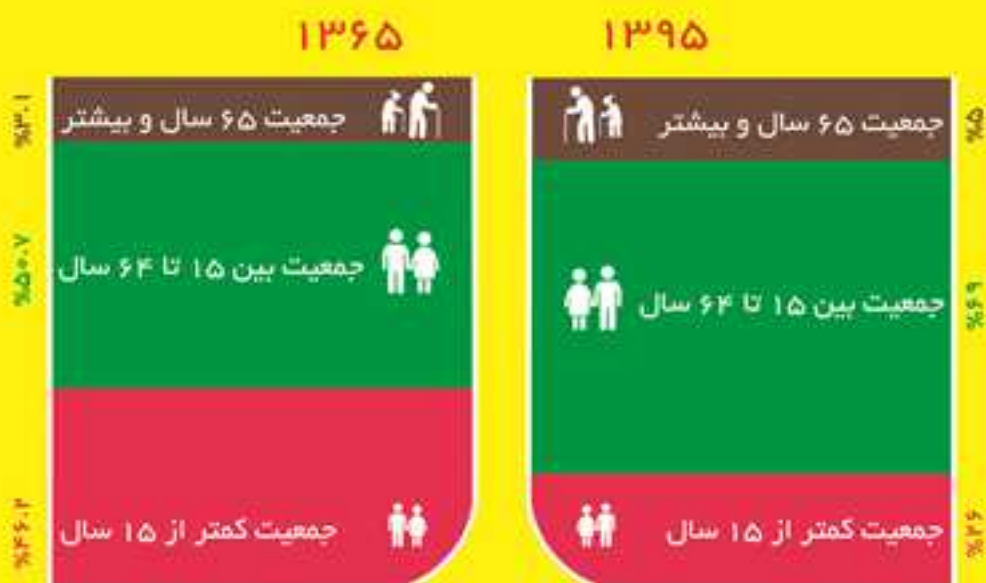 ۱۳۹۵
۱۳۶۵
جمعیت ۶۵ سال و بیشتر
%۵
جمعیت بین ۱۵ تا ۶۴ سال
%۶۹
جمعیت کمتر از ۱۵ سال
%۲۶
جمعیت ۶۵ سال و بیشتر
%۳.۱
جمعیت بین ۱۵ تا ۶۴ سال
%۵۰.۷
جمعیت کمتر از ۱۵ سال
%۴۶.۲